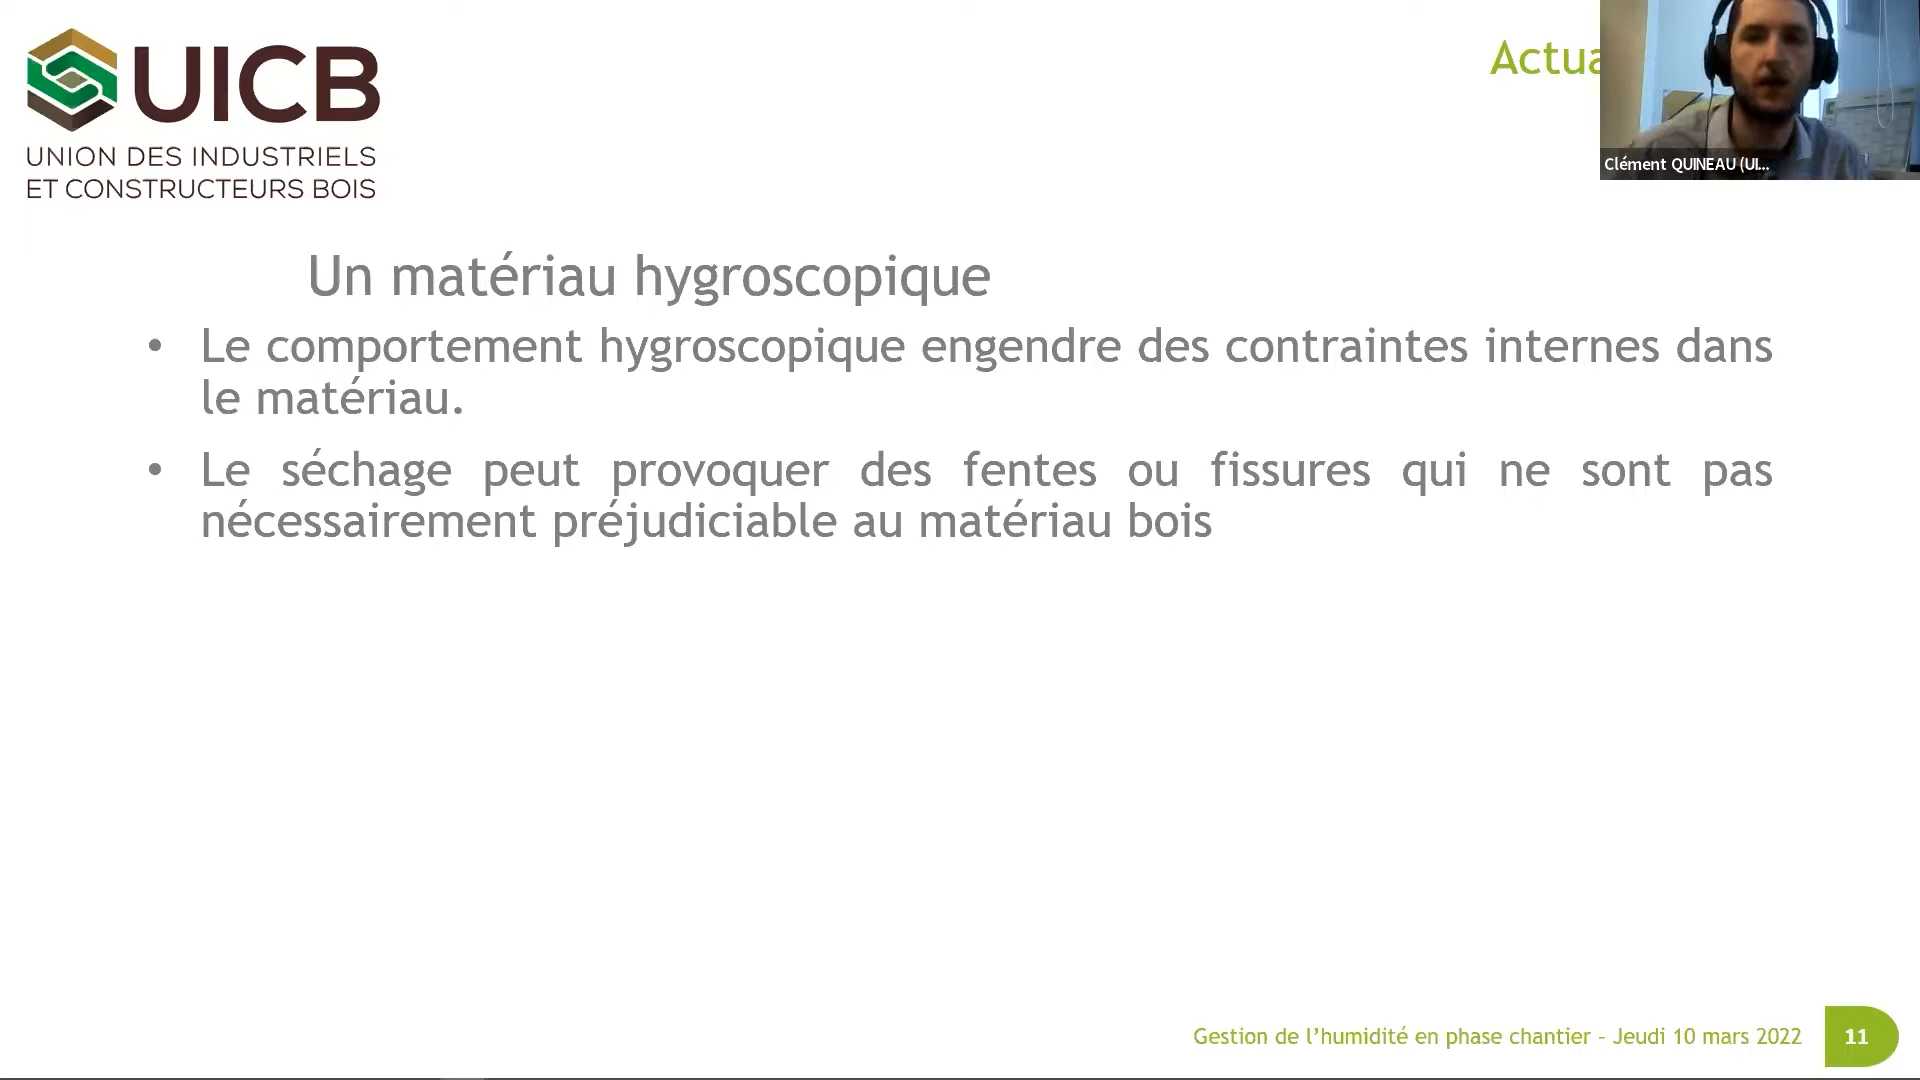 UICB
UNION DES INDUSTRIELS
ET CONSTRUCTEURS BOIS
Actua
Clément QUINEAU (UI...
Un matériau hygroscopique
• Le comportement hygroscopique engendre des contraintes internes dans
le matériau.
• Le séchage peut provoquer des fentes ou fissures qui ne sont pas
nécessairement préjudiciable au matériau bois
Gestion de l’humidité en phase chantier – Jeudi 10 mars 2022
11